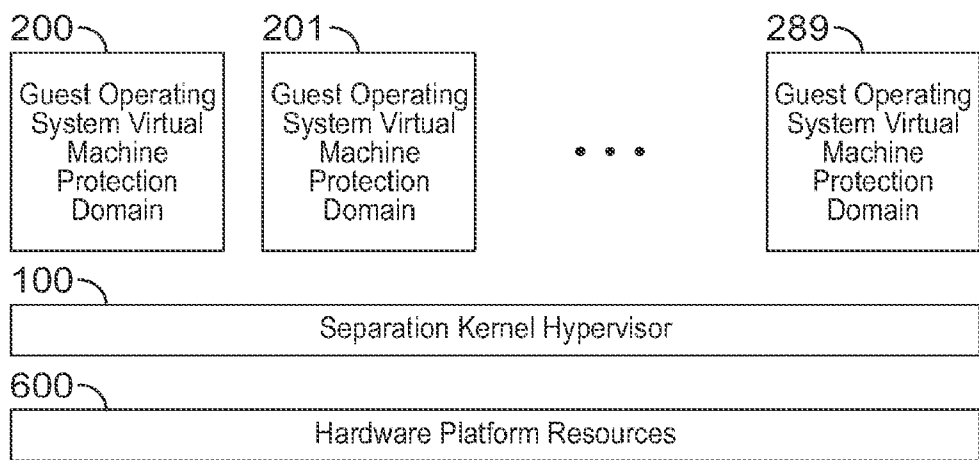 200
Guest Operating
System Virtual
Machine
Protection
Domain
201
Guest Operating
System Virtual
Machine
Protection
Domain
• • •
289
Guest Operating
System Virtual
Machine
Protection
Domain
100
Separation Kernel Hypervisor
600
Hardware Platform Resources